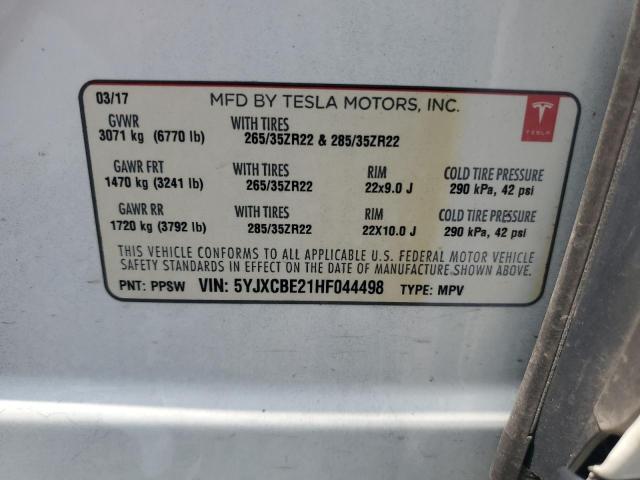 03/17 MFD BY TESLA MOTORS, INC.
TESLA
GVWR WITH TIRES
3071 kg (6770 lb) 265/35ZR22 & 285/35ZR22
GAWR FRT WITH TIRES RIM COLD TIRE PRESSURE
1470 kg (3241 lb) 265/35ZR22 22x9.0 J 290 kPa, 42 psi
GAWR RR WITH TIRES RIM COLD TIRE PRESSURE
1720 kg (3792 lb) 285/35ZR22 22X10.0 J 290 kPa, 42 psi
THIS VEHICLE CONFORMS TO ALL APPLICABLE U.S. FEDERAL MOTOR VEHICLE
SAFETY STANDARDS IN EFFECT ON THE DATE OF MANUFACTURE SHOWN ABOVE.
PNT: PPSW VIN: 5YJXCBE21HF044498 TYPE: MPV